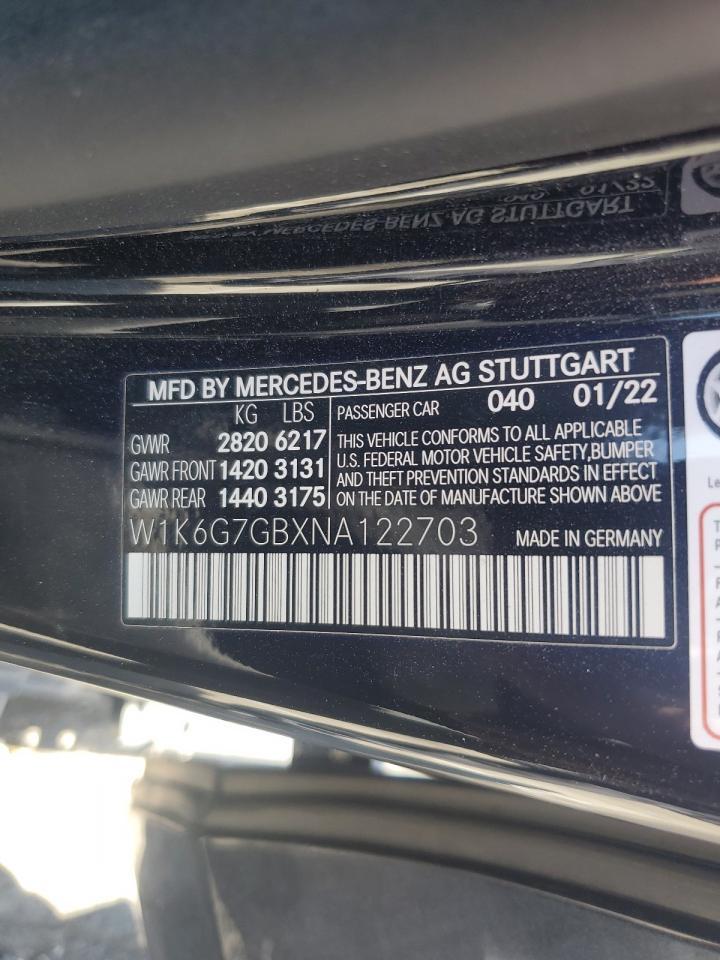 MFD BY MERCEDES-BENZ AG STUTTGART
KG LBS
GVWR 2820 6217
GAWR FRONT 1420 3131
GAWR REAR 1440 3175
PASSENGER CAR 040 01/22
THIS VEHICLE CONFORMS TO ALL APPLICABLE
U.S. FEDERAL MOTOR VEHICLE SAFETY,BUMPER
AND THEFT PREVENTION STANDARDS IN EFFECT
ON THE DATE OF MANUFACTURE SHOWN ABOVE
W1K6G7GBXNA122703 MADE IN GERMANY